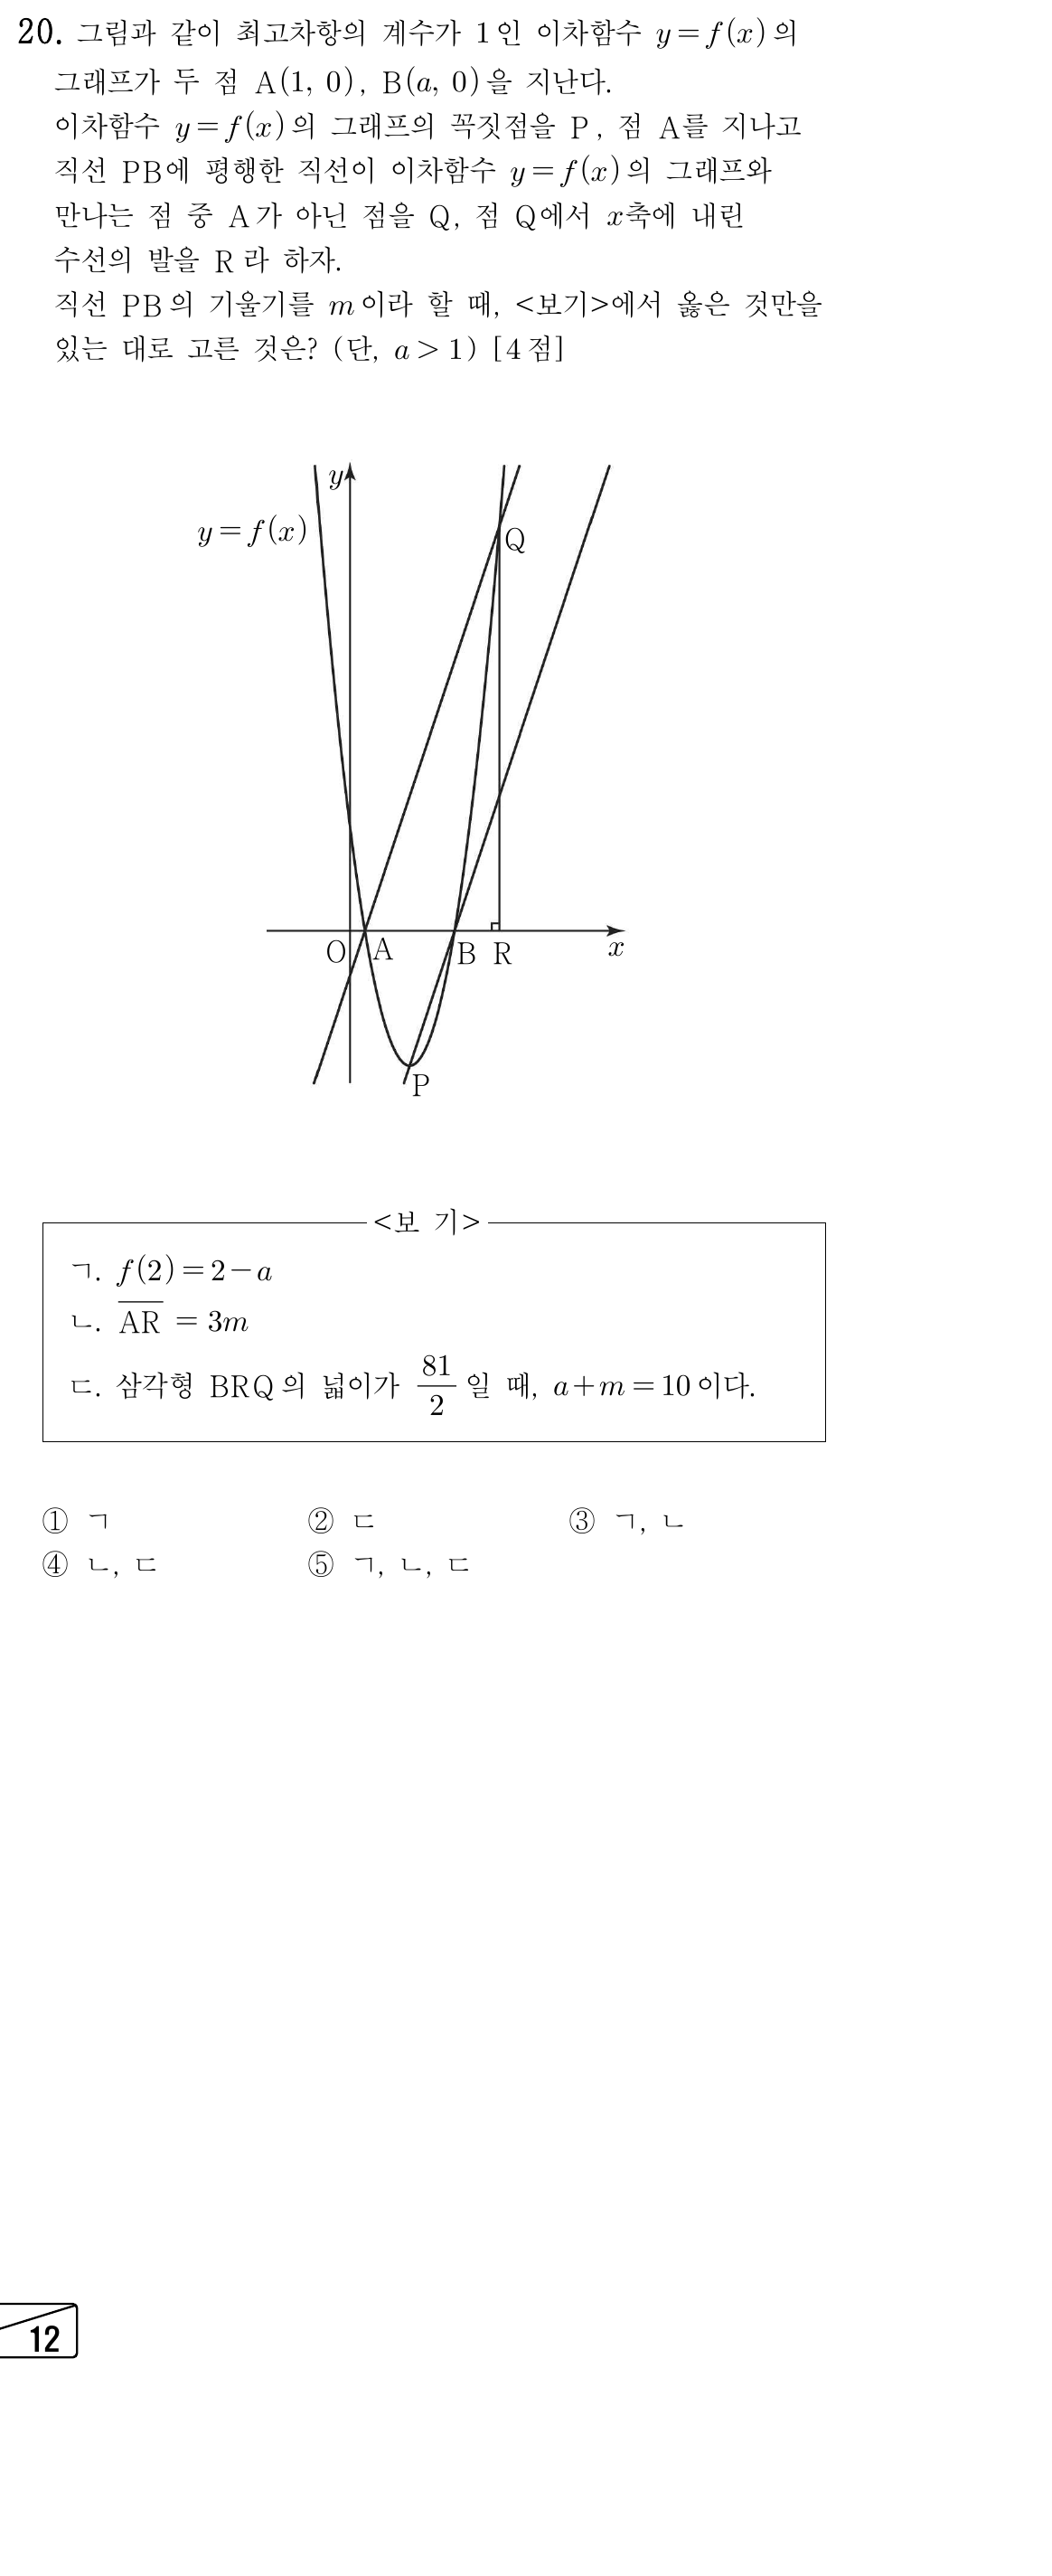 20. 그림과 같이 최고차항의 계수가 1인 이차함수 y=f(x)의
그래프가 두 점 A(1, 0), B(a, 0)을 지난다.
이차함수 y=f(x)의 그래프의 꼭짓점을 P, 점 A를 지나고
직선 PB에 평행한 직선이 이차함수 y=f(x)의 그래프와
만나는 점 중 A가 아닌 점을 Q, 점 Q에서 x축에 내린
수선의 발을 R라 하자.
직선 PB의 기울기를 m이라 할 때, <보기>에서 옳은 것만을
있는 대로 고른 것은? (단, a>1) [4점]
y
y=f(x)
Q
O A B R x
P
<보 기>
ㄱ. f(2)=2-a
ㄴ. \overline{AR} = 3m
ㄷ. 삼각형 BRQ의 넓이가 81/2일 때, a+m=10이다.
① ㄱ ② ㄷ ③ ㄱ, ㄴ
④ ㄴ, ㄷ ⑤ ㄱ, ㄴ, ㄷ
12